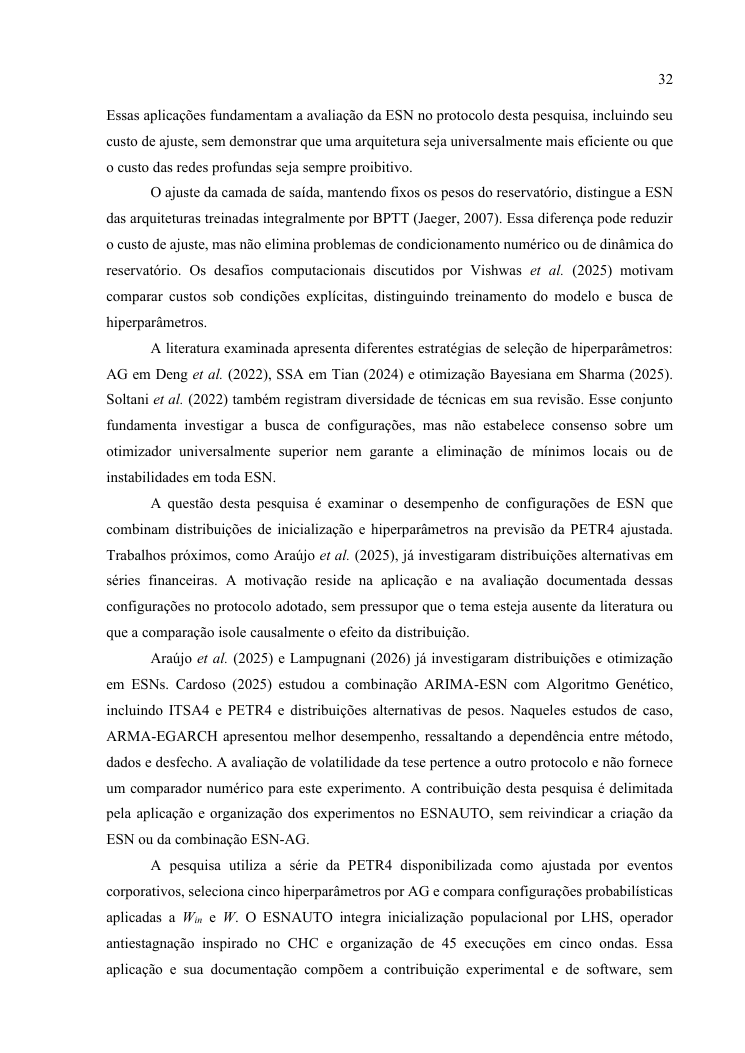 32
Essas aplicações fundamentam a avaliação da ESN no protocolo desta pesquisa, incluindo seu
custo de ajuste, sem demonstrar que uma arquitetura seja universalmente mais eficiente ou que
o custo das redes profundas seja sempre proibitivo.
O ajuste da camada de saída, mantendo fixos os pesos do reservatório, distingue a ESN
das arquiteturas treinadas integralmente por BPTT (Jaeger, 2007). Essa diferença pode reduzir
o custo de ajuste, mas não elimina problemas de condicionamento numérico ou de dinâmica do
reservatório. Os desafios computacionais discutidos por Vishwas et al. (2025) motivam
comparar custos sob condições explícitas, distinguindo treinamento do modelo e busca de
hiperparâmetros.
A literatura examinada apresenta diferentes estratégias de seleção de hiperparâmetros:
AG em Deng et al. (2022), SSA em Tian (2024) e otimização Bayesiana em Sharma (2025).
Soltani et al. (2022) também registram diversidade de técnicas em sua revisão. Esse conjunto
fundamenta investigar a busca de configurações, mas não estabelece consenso sobre um
otimizador universalmente superior nem garante a eliminação de mínimos locais ou de
instabilidades em toda ESN.
A questão desta pesquisa é examinar o desempenho de configurações de ESN que
combinam distribuições de inicialização e hiperparâmetros na previsão da PETR4 ajustada.
Trabalhos próximos, como Araújo et al. (2025), já investigaram distribuições alternativas em
séries financeiras. A motivação reside na aplicação e na avaliação documentada dessas
configurações no protocolo adotado, sem pressupor que o tema esteja ausente da literatura ou
que a comparação isole causalmente o efeito da distribuição.
Araújo et al. (2025) e Lampugnani (2026) já investigaram distribuições e otimização
em ESNs. Cardoso (2025) estudou a combinação ARIMA-ESN com Algoritmo Genético,
incluindo ITSA4 e PETR4 e distribuições alternativas de pesos. Naqueles estudos de caso,
ARMA-EGARCH apresentou melhor desempenho, ressaltando a dependência entre método,
dados e desfecho. A avaliação de volatilidade da tese pertence a outro protocolo e não fornece
um comparador numérico para este experimento. A contribuição desta pesquisa é delimitada
pela aplicação e organização dos experimentos no ESNAUTO, sem reivindicar a criação da
ESN ou da combinação ESN-AG.
A pesquisa utiliza a série da PETR4 disponibilizada como ajustada por eventos
corporativos, seleciona cinco hiperparâmetros por AG e compara configurações probabilísticas
aplicadas a Win e W. O ESNAUTO integra inicialização populacional por LHS, operador
antiestagnação inspirado no CHC e organização de 45 execuções em cinco ondas. Essa
aplicação e sua documentação compõem a contribuição experimental e de software, sem